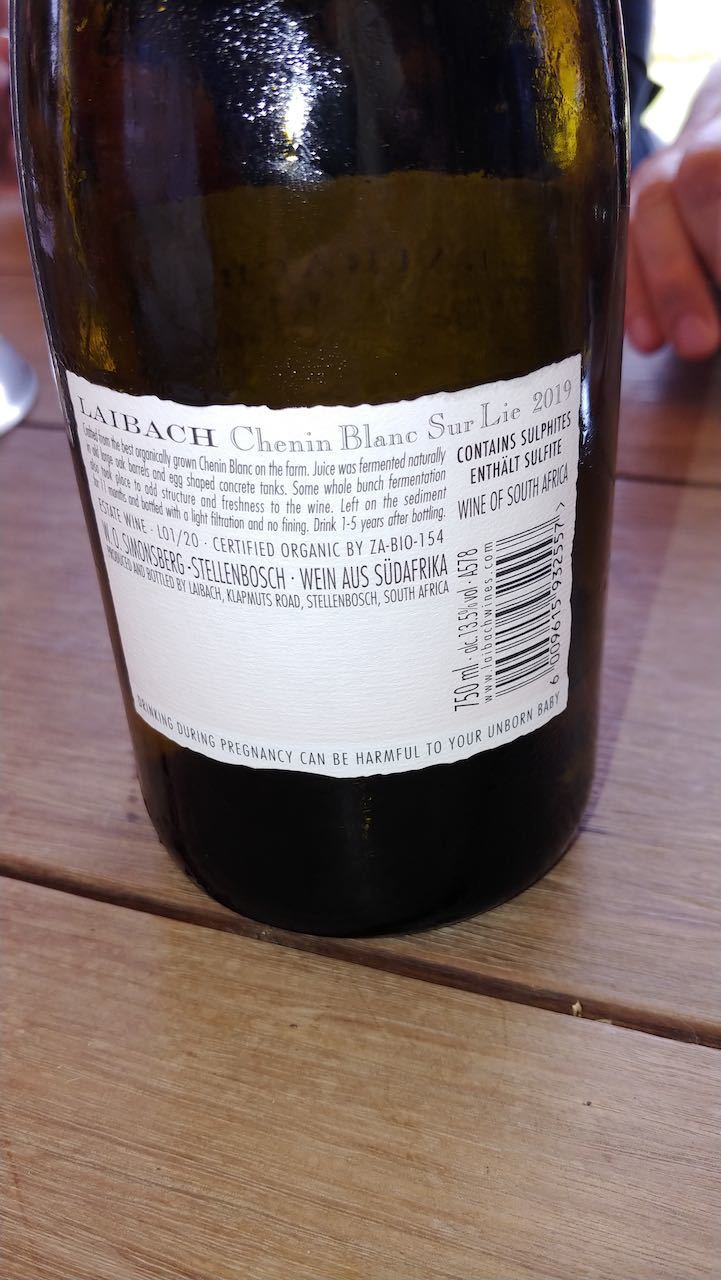 LAIBACH Chenin Blanc Sur Lie 2019
Crafted from the best organically grown Chenin Blanc on the farm. Juice was fermented naturally
in old large oak barrels and egg shaped concrete tanks. Some whole bunch fermentation
also took place to add structure and freshness to the wine. Left on the sediment
for 7 months and bottled with a light filtration and no fining. Drink 1-5 years after bottling.
ESTATE WINE · L01/20 · CERTIFIED ORGANIC BY ZA-BIO-154
W.O. SIMONSBERG-STELLENBOSCH · WEIN AUS SÜDAFRIKA
PRODUCED AND BOTTLED BY LAIBACH, KLAPMUTS ROAD, STELLENBOSCH, SOUTH AFRICA
CONTAINS SULPHITES
ENTHÄLT SULFITE
WINE OF SOUTH AFRICA
750 ml · alc.13.5%vol · A578
www.laibachwines.com
6 009615 932557 >
DRINKING DURING PREGNANCY CAN BE HARMFUL TO YOUR UNBORN BABY